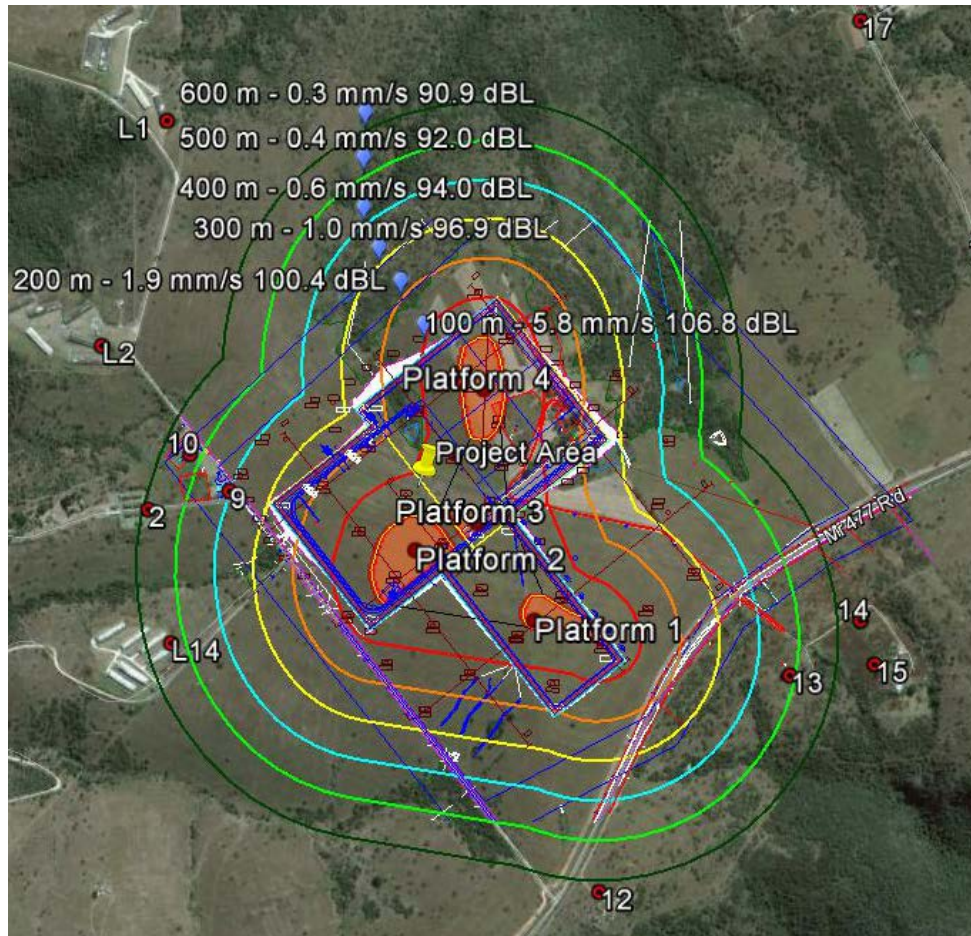 17
600 m - 0.3 mm/s 90.9 dBL
L1
500 m - 0.4 mm/s 92.0 dBL
400 m - 0.6 mm/s 94.0 dBL
300 m - 1.0 mm/s 96.9 dBL
200 m - 1.9 mm/s 100.4 dBL
100 m - 5.8 mm/s 106.8 dBL
L2
Platform 4
Project Area
10
9
2
Platform 3
Mr 477 Rd
Platform 2
14
Platform 1
L14
15
13
12